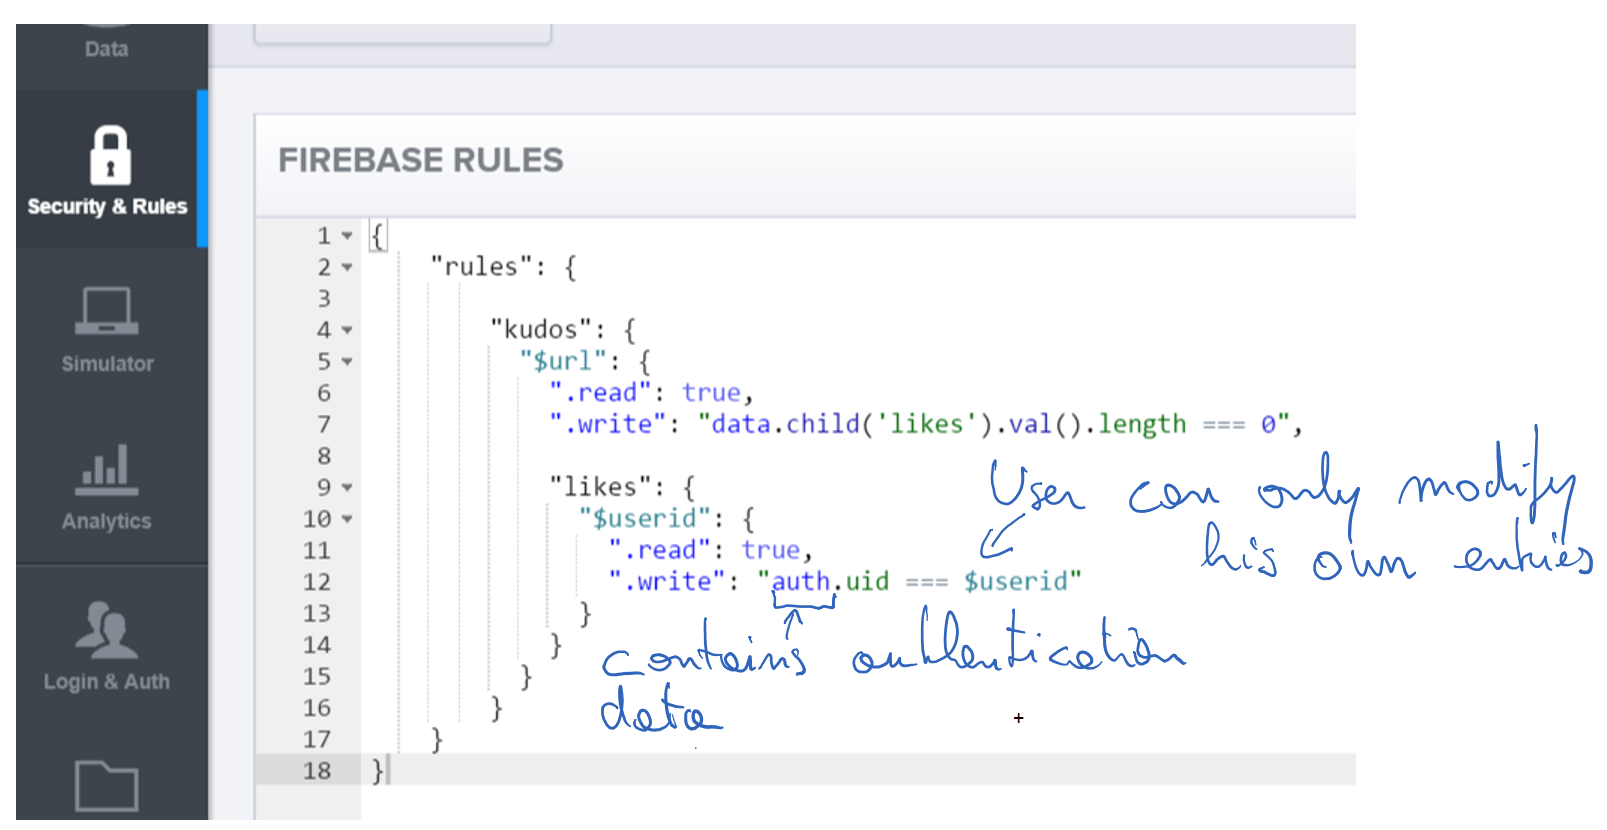 Data
Security & Rules
Simulator
Analytics
Login & Auth
FIREBASE RULES
1 {
2 "rules": {
3
4 "kudos": {
5 "$url": {
6 ".read": true,
7 ".write": "data.child('likes').val().length === 0",
8
9 "likes": {
10 "$userid": {
11 ".read": true,
12 ".write": "auth.uid === $userid"
13 }
14 }
15 }
16 }
17 }
18 }
User can only modify
his own entries
contains authentication
data